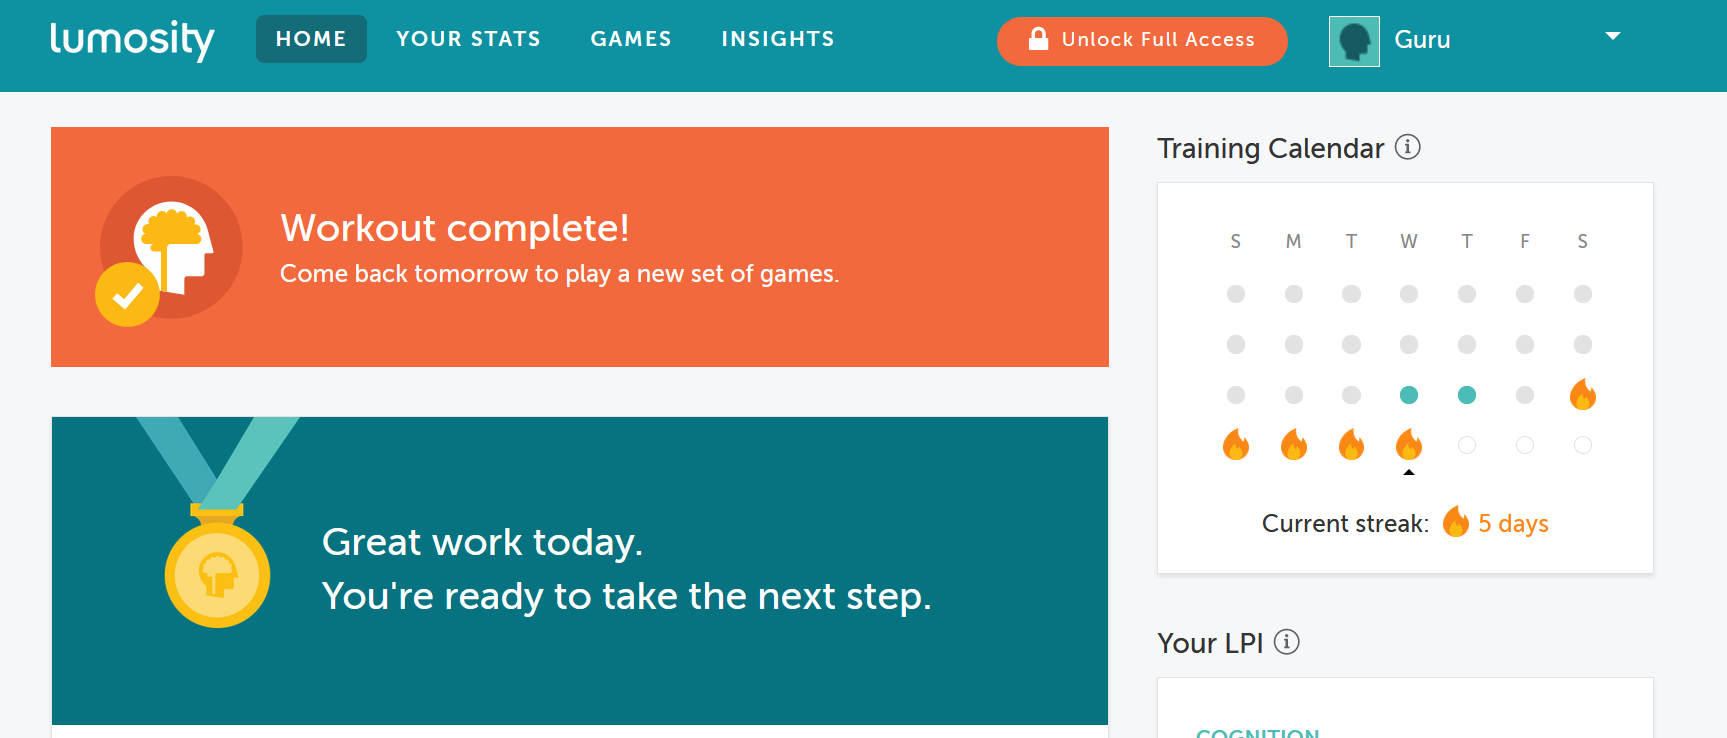 lumosity
HOME
YOUR STATS
GAMES
INSIGHTS
Unlock Full Access
Guru
Workout complete!
Come back tomorrow to play a new set of games.
Great work today.
You're ready to take the next step.
Training Calendar
S M T W T F S
Current streak: 5 days
Your LPI
COGNITION